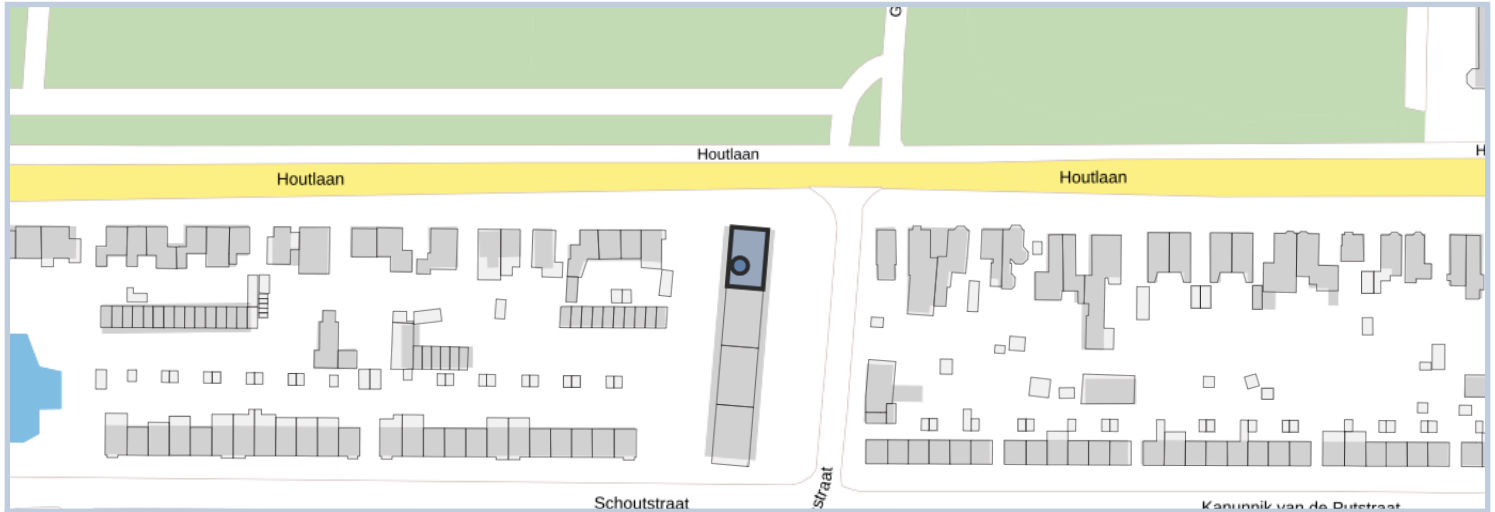 G
Houtlaan
H
Houtlaan
Houtlaan
straat
Schoutstraat
Kanunnik van de Putstraat